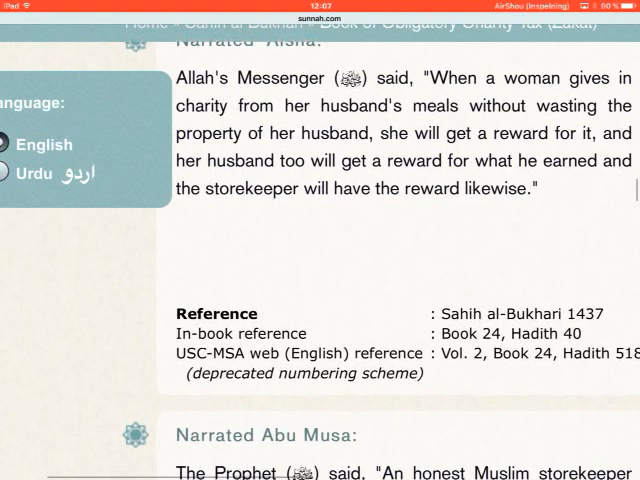 iPad 12:07 AirShou (Inspelning) 90 %
sunnah.com
Home » Sahih al-Bukhari » Book of Obligatory Charity Tax (Zakat)
Narrated `Aisha:
anguage:
English
Urdu اردو
Allah's Messenger (ﷺ) said, "When a woman gives in
charity from her husband's meals without wasting the
property of her husband, she will get a reward for it, and
her husband too will get a reward for what he earned and
the storekeeper will have the reward likewise."
Reference : Sahih al-Bukhari 1437
In-book reference : Book 24, Hadith 40
USC-MSA web (English) reference : Vol. 2, Book 24, Hadith 518
(deprecated numbering scheme)
Narrated Abu Musa:
The Prophet (ﷺ) said, "An honest Muslim storekeeper